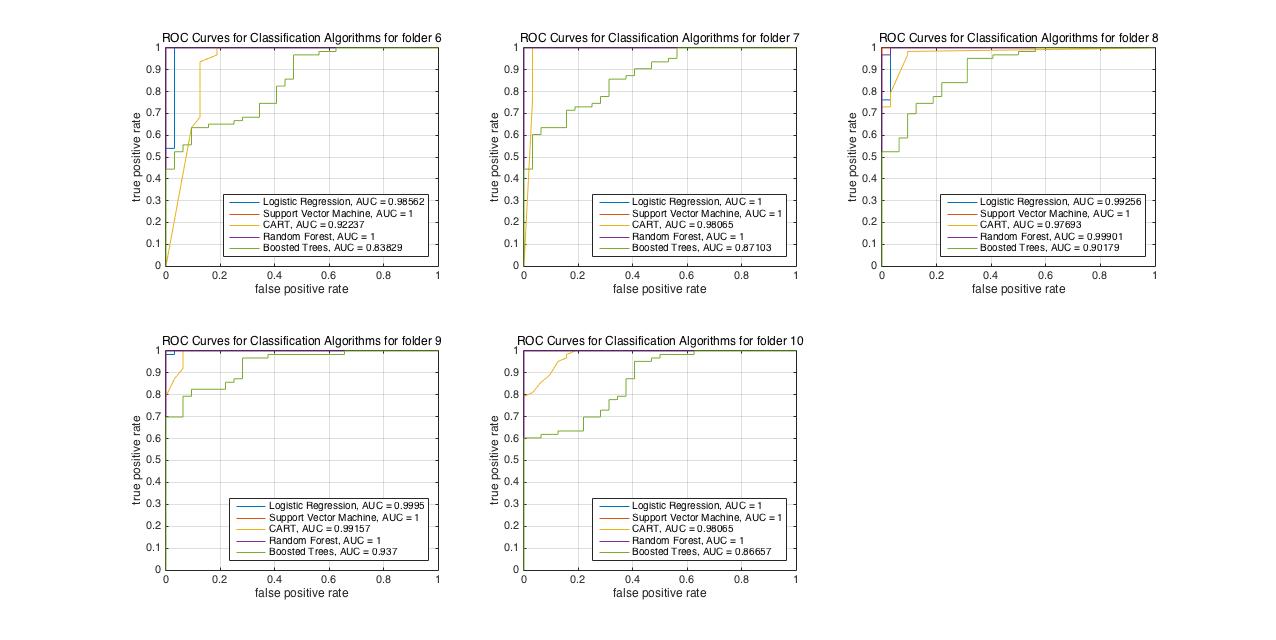 ROC Curves for Classification Algorithms for folder 6
true positive rate
1
0.9
0.8
0.7
0.6
0.5
0.4
0.3
0.2
0.1
0
Logistic Regression, AUC = 0.98562
Support Vector Machine, AUC = 1
CART, AUC = 0.92237
Random Forest, AUC = 1
Boosted Trees, AUC = 0.83829
0 0.2 0.4 0.6 0.8 1
false positive rate
ROC Curves for Classification Algorithms for folder 7
true positive rate
1
0.9
0.8
0.7
0.6
0.5
0.4
0.3
0.2
0.1
0
Logistic Regression, AUC = 1
Support Vector Machine, AUC = 1
CART, AUC = 0.98065
Random Forest, AUC = 1
Boosted Trees, AUC = 0.87103
0 0.2 0.4 0.6 0.8 1
false positive rate
ROC Curves for Classification Algorithms for folder 8
true positive rate
1
0.9
0.8
0.7
0.6
0.5
0.4
0.3
0.2
0.1
0
Logistic Regression, AUC = 0.99256
Support Vector Machine, AUC = 1
CART, AUC = 0.97693
Random Forest, AUC = 0.99901
Boosted Trees, AUC = 0.90179
0 0.2 0.4 0.6 0.8 1
false positive rate
ROC Curves for Classification Algorithms for folder 9
true positive rate
1
0.9
0.8
0.7
0.6
0.5
0.4
0.3
0.2
0.1
0
Logistic Regression, AUC = 0.9995
Support Vector Machine, AUC = 1
CART, AUC = 0.99157
Random Forest, AUC = 1
Boosted Trees, AUC = 0.937
0 0.2 0.4 0.6 0.8 1
false positive rate
ROC Curves for Classification Algorithms for folder 10
true positive rate
1
0.9
0.8
0.7
0.6
0.5
0.4
0.3
0.2
0.1
0
Logistic Regression, AUC = 1
Support Vector Machine, AUC = 1
CART, AUC = 0.98065
Random Forest, AUC = 1
Boosted Trees, AUC = 0.86657
0 0.2 0.4 0.6 0.8 1
false positive rate